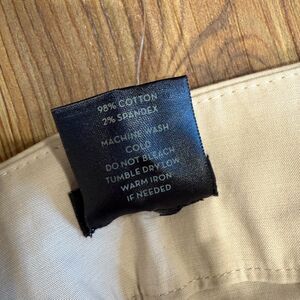 98% COTTON
2% SPANDEX
MACHINE WASH
COLD
DO NOT BLEACH
TUMBLE DRY LOW
WARM IRON
IF NEEDED